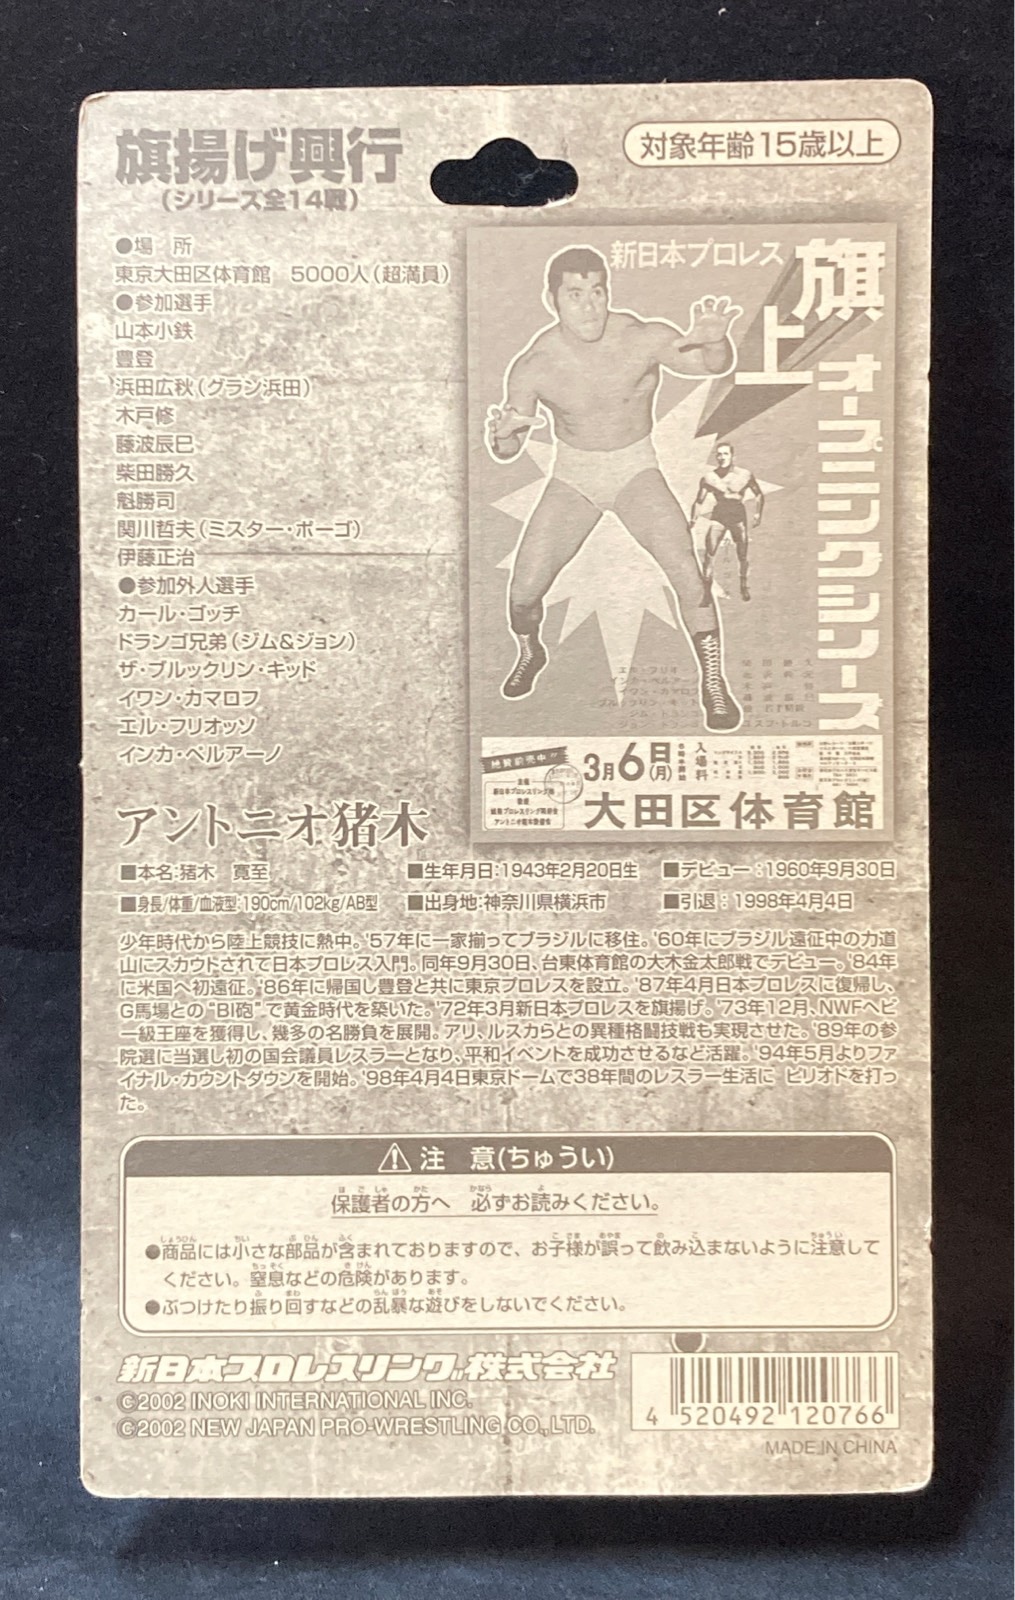 旗揚げ興行
(シリーズ全14戦)
対象年齢15歳以上
●場　所
東京大田区体育館　5000人(超満員)
●参加選手
山本小鉄
豊登
浜田広秋(グラン浜田)
木戸修
藤波辰巳
柴田勝久
魁勝司
関川哲夫(ミスター・ポーゴ)
伊藤正治
●参加外人選手
カール・ゴッチ
ドランゴ兄弟(ジム&ジョン)
ザ・ブルックリン・キッド
イワン・カマロフ
エル・フリオッソ
インカ・ペルアーノ
新日本プロレス
旗上
オープニングシリーズ
絶賛前売中!!
3月6日(月)
入場料
大田区体育館
アントニオ猪木
■本名:猪木　寛至
■生年月日:1943年2月20日生
■デビュー:1960年9月30日
■身長/体重/血液型:190cm/102kg/AB型
■出身地:神奈川県横浜市
■引退:1998年4月4日
少年時代から陸上競技に熱中。'57年に一家揃ってブラジルに移住。'60年にブラジル遠征中の力道
山にスカウトされて日本プロレス入門。同年9月30日、台東体育館の大木金太郎戦でデビュー。'84年
に米国へ初遠征。'86年に帰国し豊登と共に東京プロレスを設立。'87年4月日本プロレスに復帰し、
G馬場との"BI砲"で黄金時代を築いた。'72年3月新日本プロレスを旗揚げ。'73年12月、NWFヘビ
ー級王座を獲得し、幾多の名勝負を展開。アリ、ルスカらとの異種格闘技戦も実現させた。'89年の参
院選に当選し初の国会議員レスラーとなり、平和イベントを成功させるなど活躍。'94年5月よりファ
イナル・カウントダウンを開始。'98年4月4日東京ドームで38年間のレスラー生活に ピリオドを打っ
た。
注　意(ちゅうい)
保護者の方へ　必ずお読みください。
●商品には小さな部品が含まれておりますので、お子様が誤って飲み込まないように注意して
ください。窒息などの危険があります。
●ぶつけたり振り回すなどの乱暴な遊びをしないでください。
新日本プロレスリング株式会社
©2002 INOKI INTERNATIONAL INC.
©2002 NEW JAPAN PRO-WRESTLING CO., LTD.
4 520492 120766
MADE IN CHINA